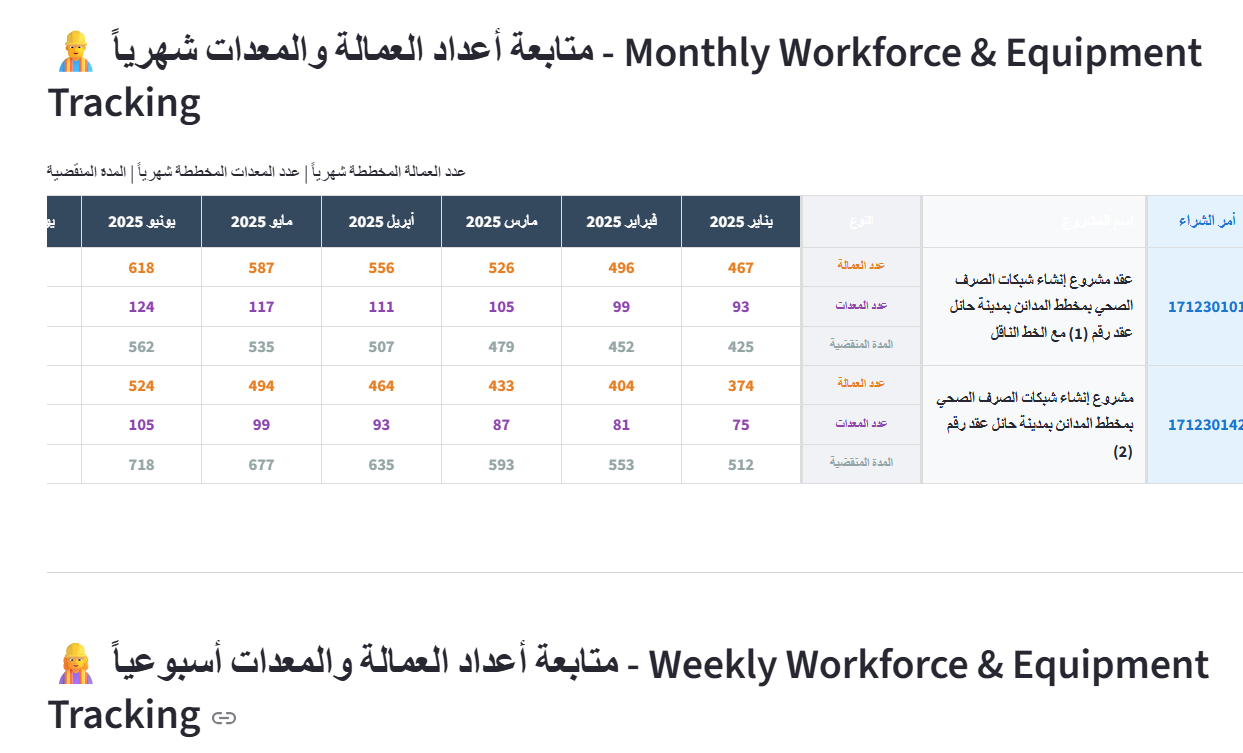 👷 متابعة أعداد العمالة والمعدات شهرياً - Monthly Workforce & Equipment
Tracking
عدد العمالة المخططة شهرياً | عدد المعدات المخططة شهرياً | المدة المنقضية
أمر الشراء اسم المشروع النوع يناير 2025 فبراير 2025 مارس 2025 أبريل 2025 مايو 2025 يونيو 2025
171230101
عقد مشروع إنشاء شبكات الصرف
الصحي بمخطط المدائن بمدينة حائل
عقد رقم (1) مع الخط الناقل
عدد العمالة 467 496 526 556 587 618
عدد المعدات 93 99 105 111 117 124
المدة المنقضية 425 452 479 507 535 562
171230142
مشروع إنشاء شبكات الصرف الصحي
بمخطط المدائن بمدينة حائل عقد رقم
(2)
عدد العمالة 374 404 433 464 494 524
عدد المعدات 75 81 87 93 99 105
المدة المنقضية 512 553 593 635 677 718
👷‍♀️ متابعة أعداد العمالة والمعدات أسبوعياً - Weekly Workforce & Equipment
Tracking